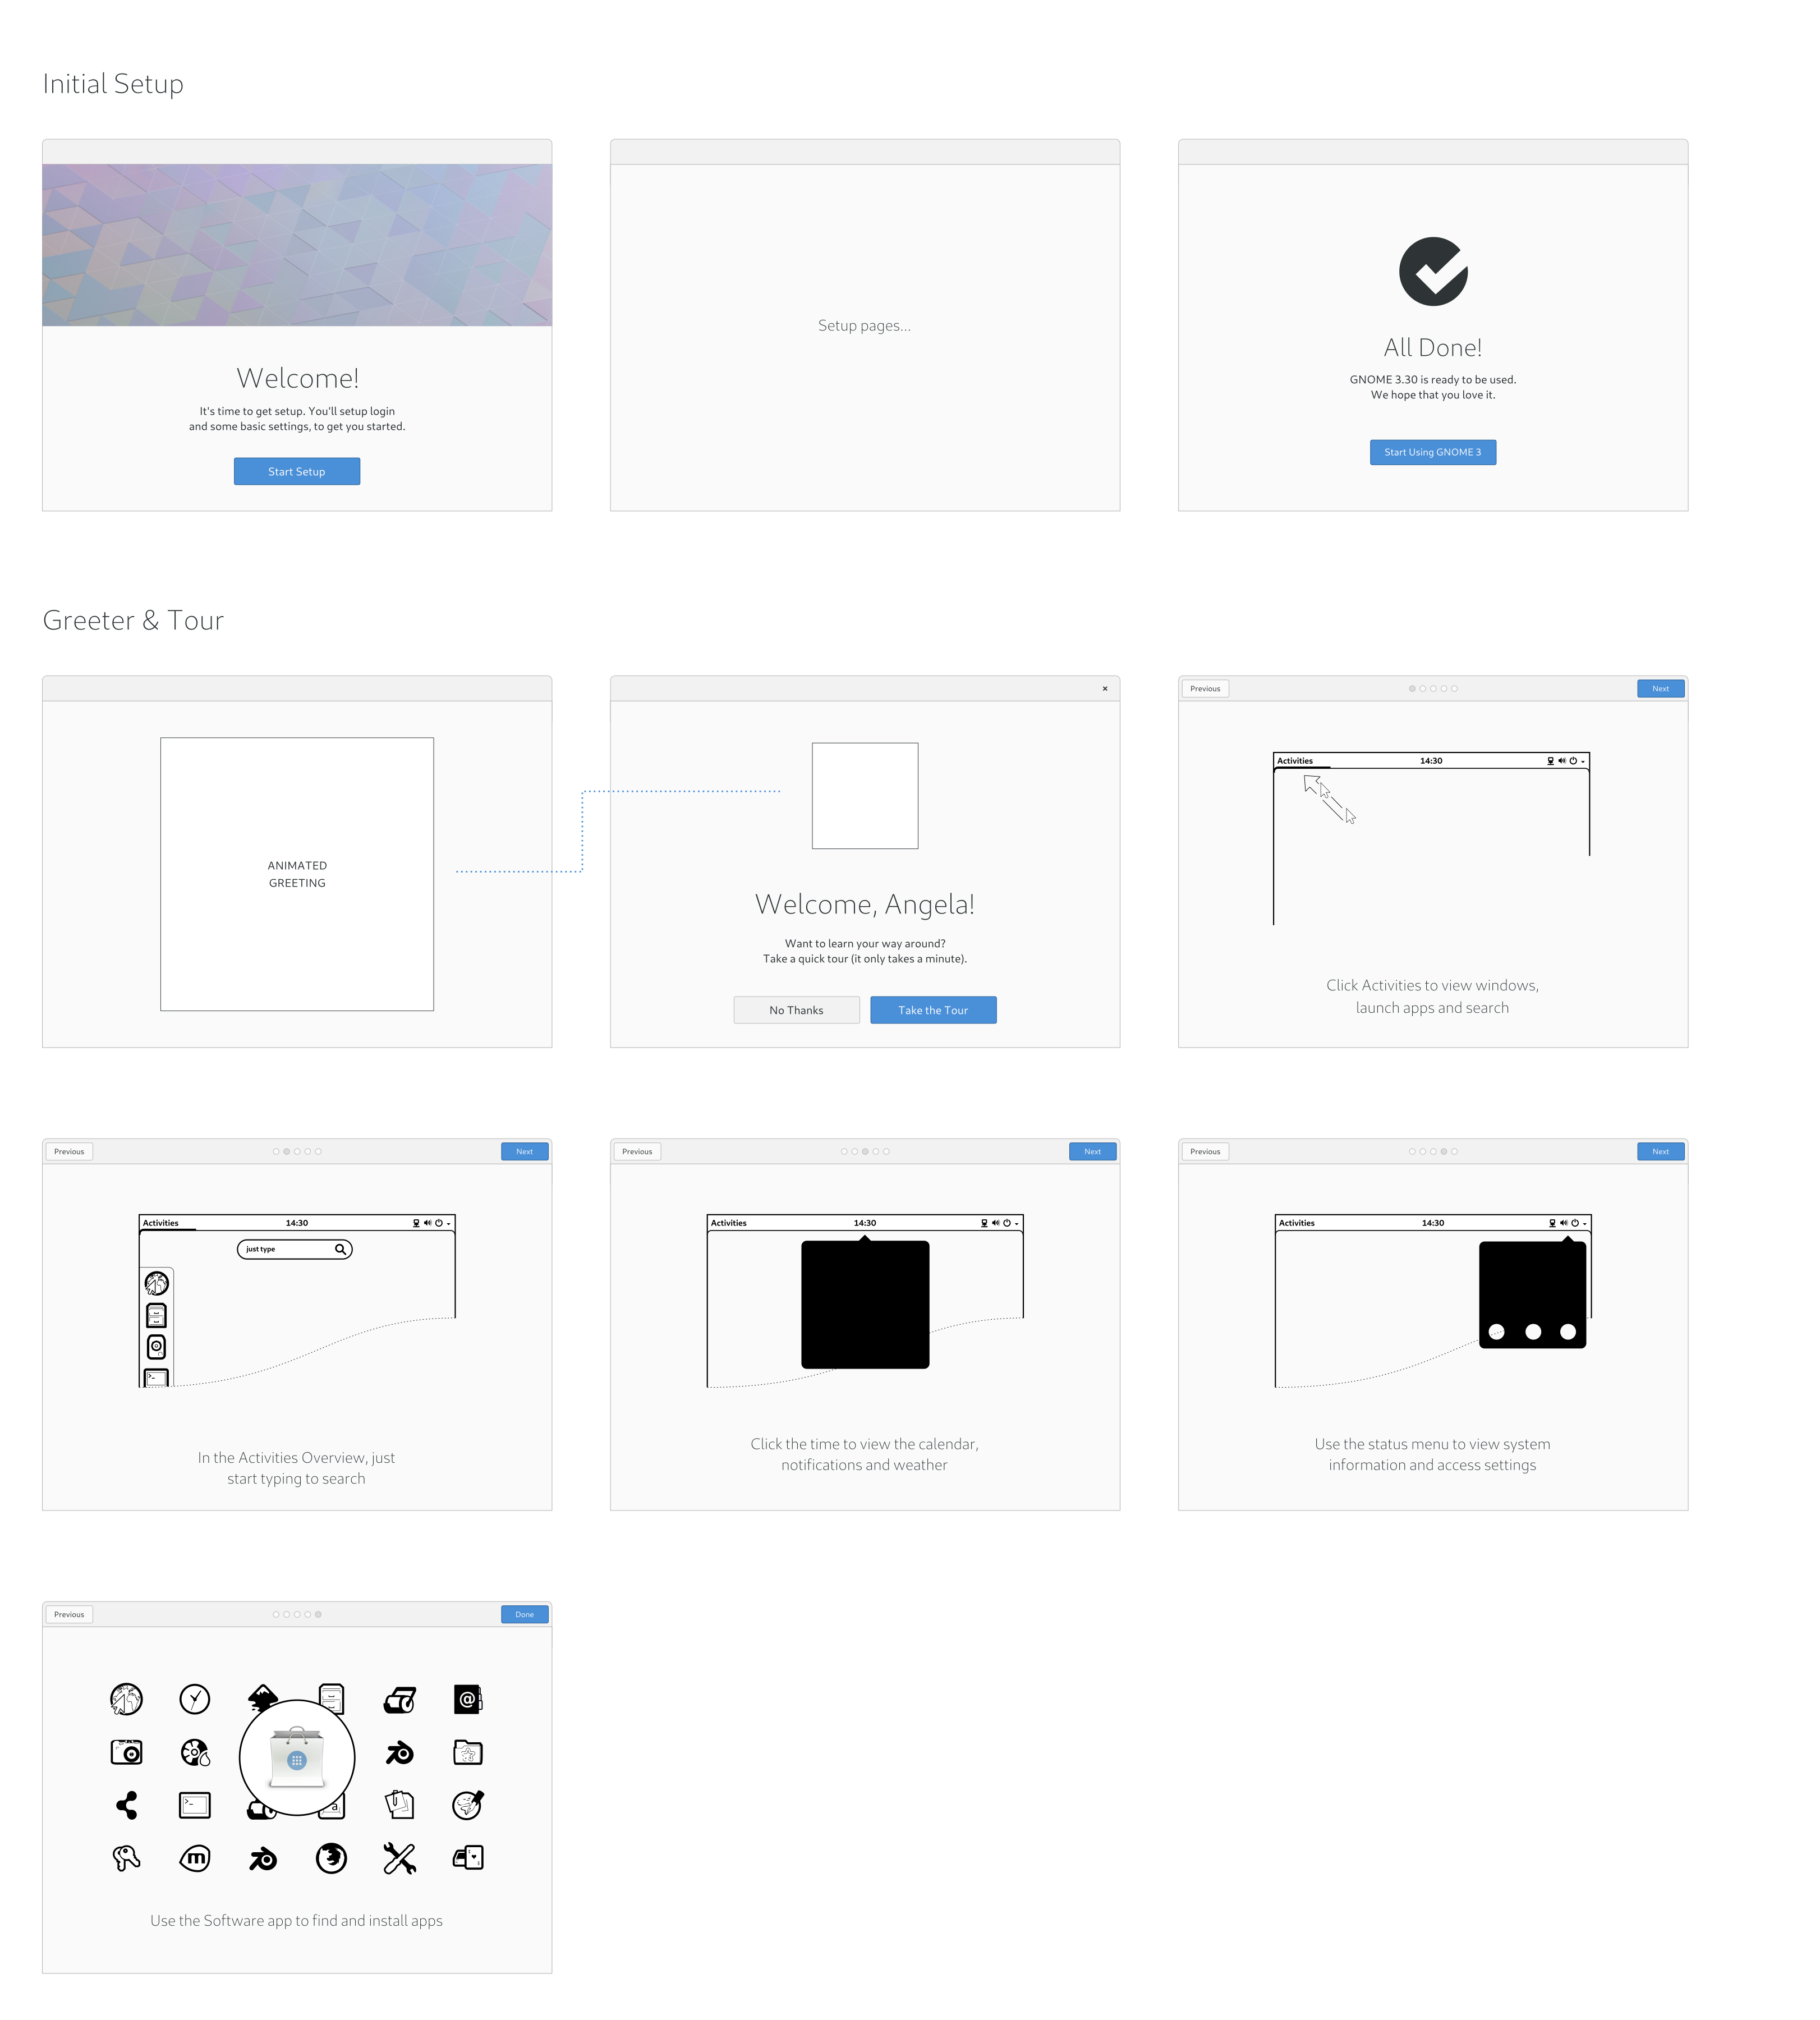 Initial Setup
Welcome!
It's time to get setup. You'll setup login
and some basic settings, to get you started.
Start Setup
Setup pages...
All Done!
GNOME 3.30 is ready to be used.
We hope that you love it.
Start Using GNOME 3
Greeter & Tour
ANIMATED
GREETING
Welcome, Angela!
Want to learn your way around?
Take a quick tour (it only takes a minute).
No Thanks
Take the Tour
Previous
Next
Activities
14:30
Click Activities to view windows,
launch apps and search
Previous
Next
Activities
14:30
just type
>_
In the Activities Overview, just
start typing to search
Previous
Next
Activities
14:30
Click the time to view the calendar,
notifications and weather
Previous
Next
Activities
14:30
Use the status menu to view system
information and access settings
Previous
Done
@
>_
a
m
Use the Software app to find and install apps